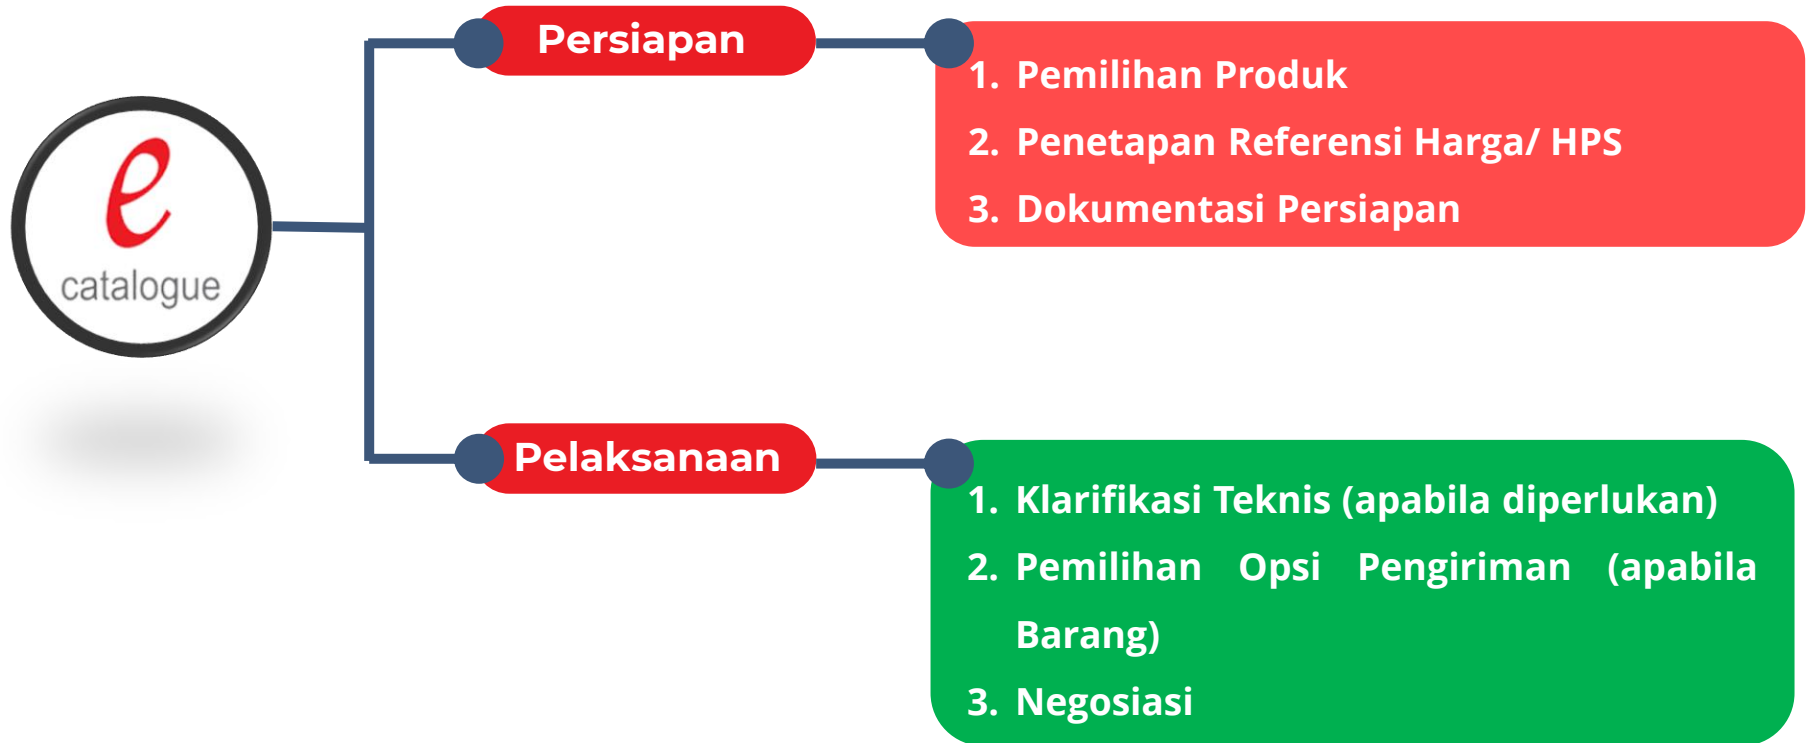 e
catalogue
Persiapan
1. Pemilihan Produk
2. Penetapan Referensi Harga/ HPS
3. Dokumentasi Persiapan
Pelaksanaan
1. Klarifikasi Teknis (apabila diperlukan)
2. Pemilihan Opsi Pengiriman (apabila
Barang)
3. Negosiasi